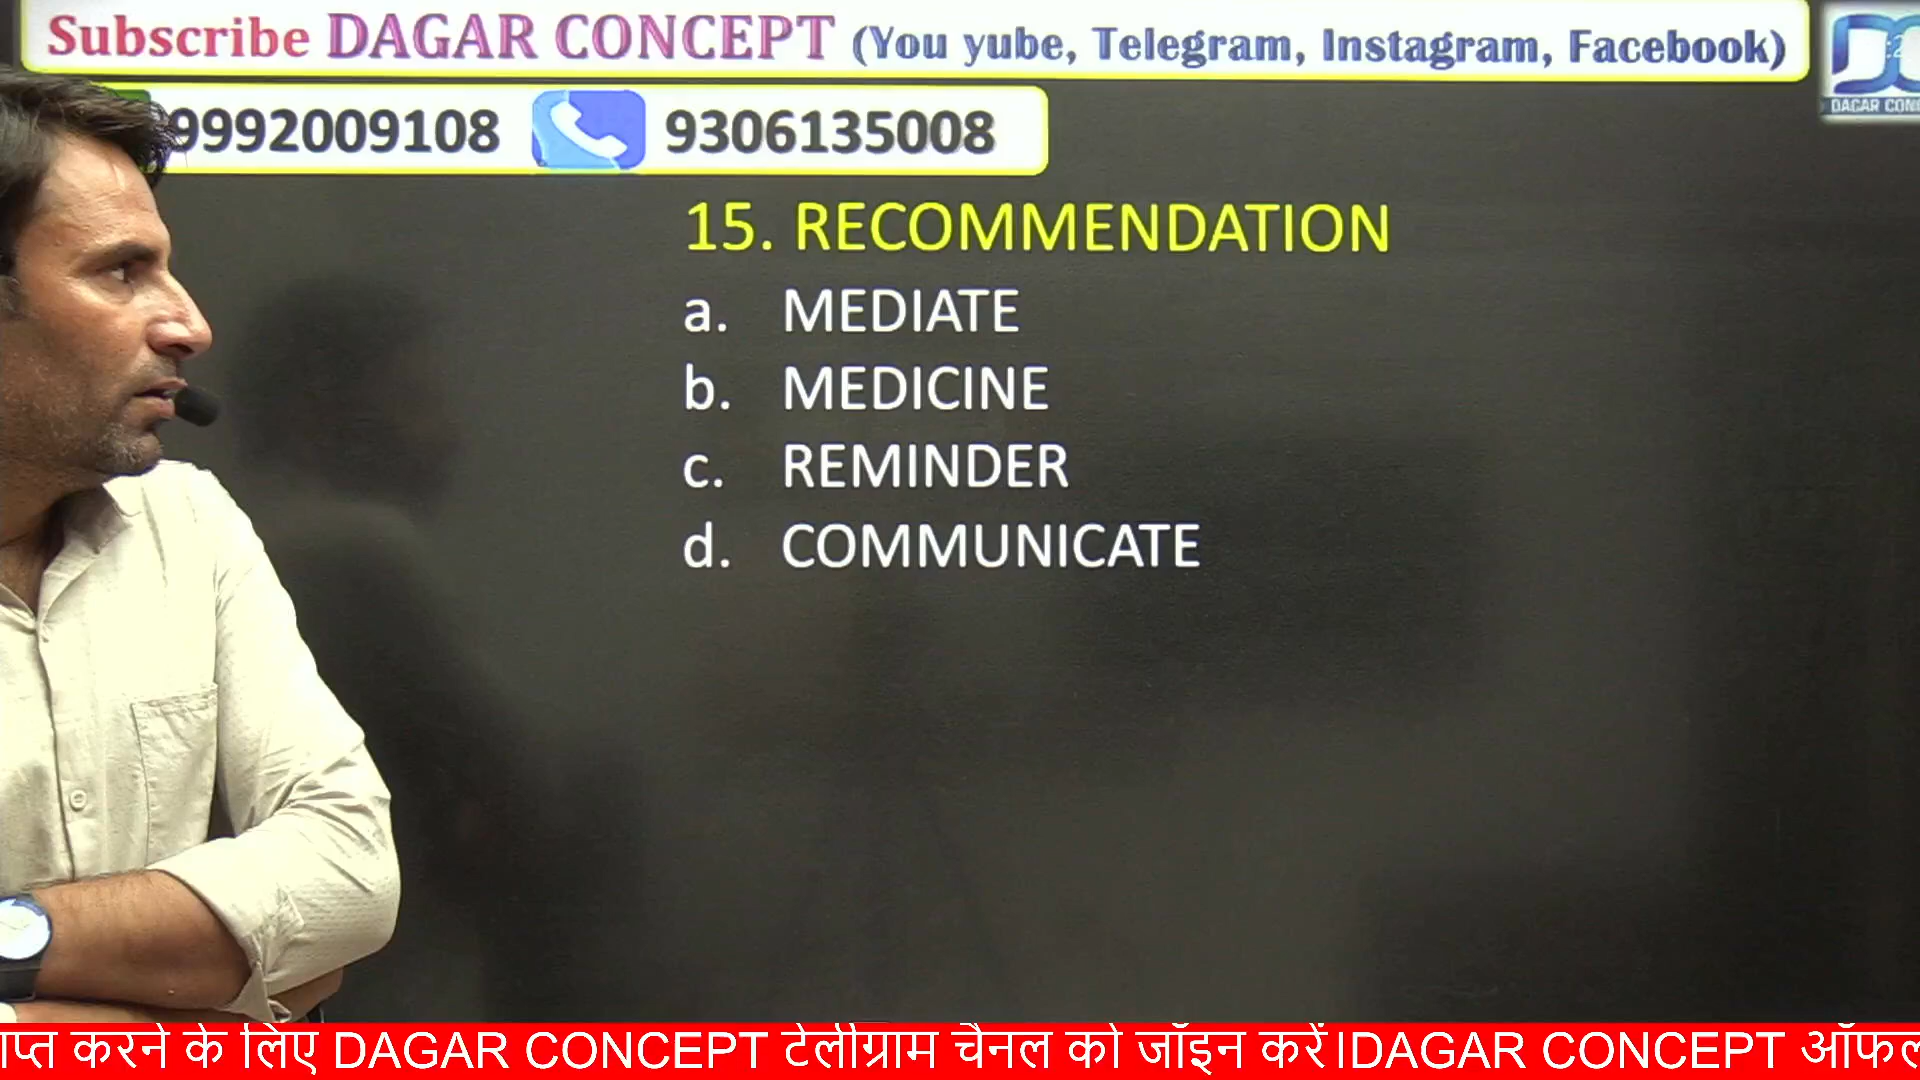 Subscribe DAGAR CONCEPT (You yube, Telegram, Instagram, Facebook)
DAGAR
9992009108 9306135008
15. RECOMMENDATION
a. MEDIATE
b. MEDICINE
c. REMINDER
d. COMMUNICATE
करने के लिए DAGAR CONCEPT टेलीग्राम चैनल को जॉइन करें।DAGAR CONCEPT